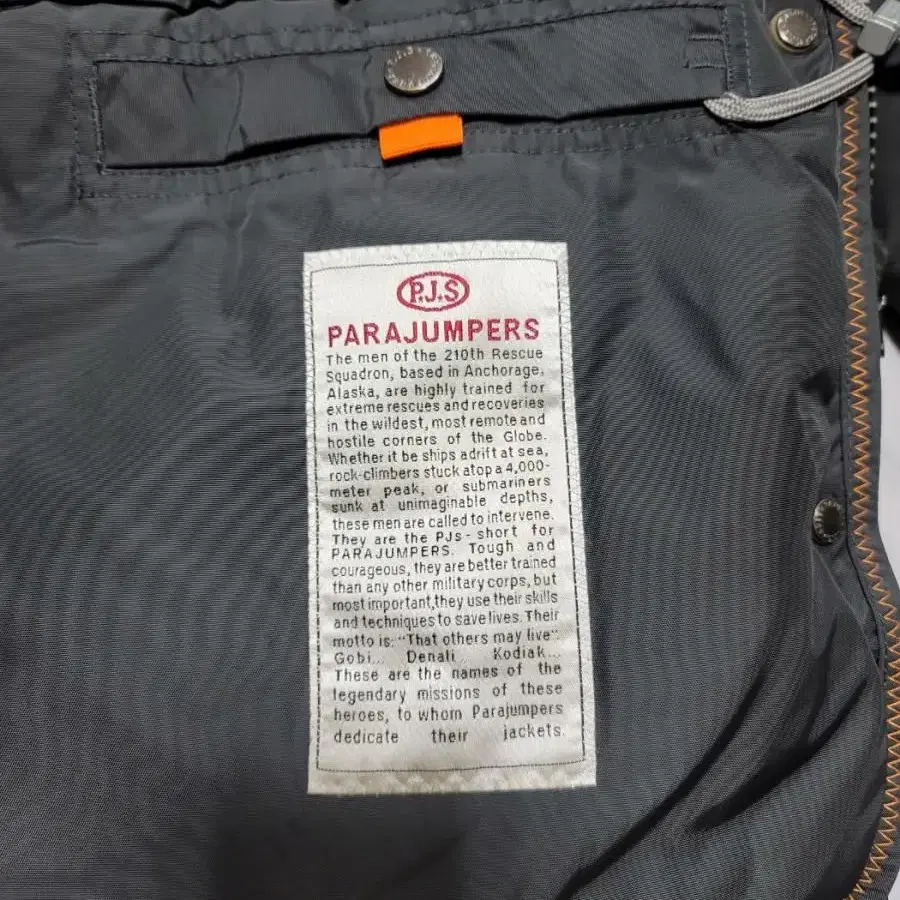 P.J.S
PARAJUMPERS
The men of the 210th Rescue
Squadron, based in Anchorage,
Alaska, are highly trained for
extreme rescues and recoveries
in the wildest, most remote and
hostile corners of the Globe.
Whether it be ships adrift at sea,
rock-climbers stuck atop a 4,000-
meter peak, or submariners
sunk at unimaginable depths,
these men are called to intervene.
They are the PJs - short for
PARAJUMPERS. Tough and
courageous, they are better trained
than any other military corps, but
most important,they use their skills
and techniques to save lives. Their
motto is: "That others may live".
Gobi... Denali Kodiak...
These are the names of the
legendary missions of these
heroes, to whom Parajumpers
dedicate their jackets.